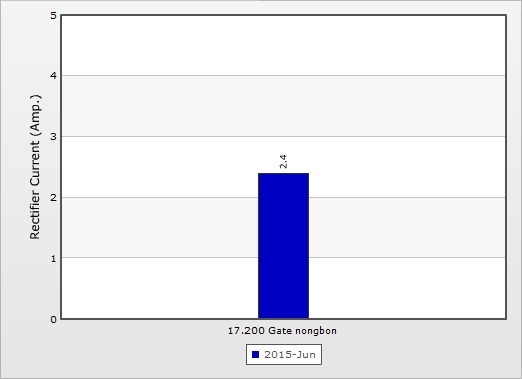 5
4
3
2
1
0
Rectifier Current (Amp.)
2.4
17.200 Gate nongbon
2015-Jun